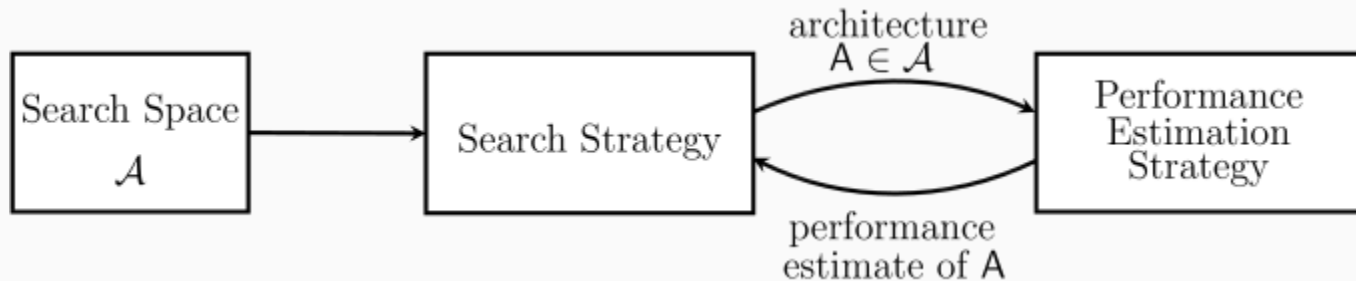 Search Space
𝒜
Search Strategy
architecture
A ∈ 𝒜
performance
estimate of A
Performance
Estimation
Strategy